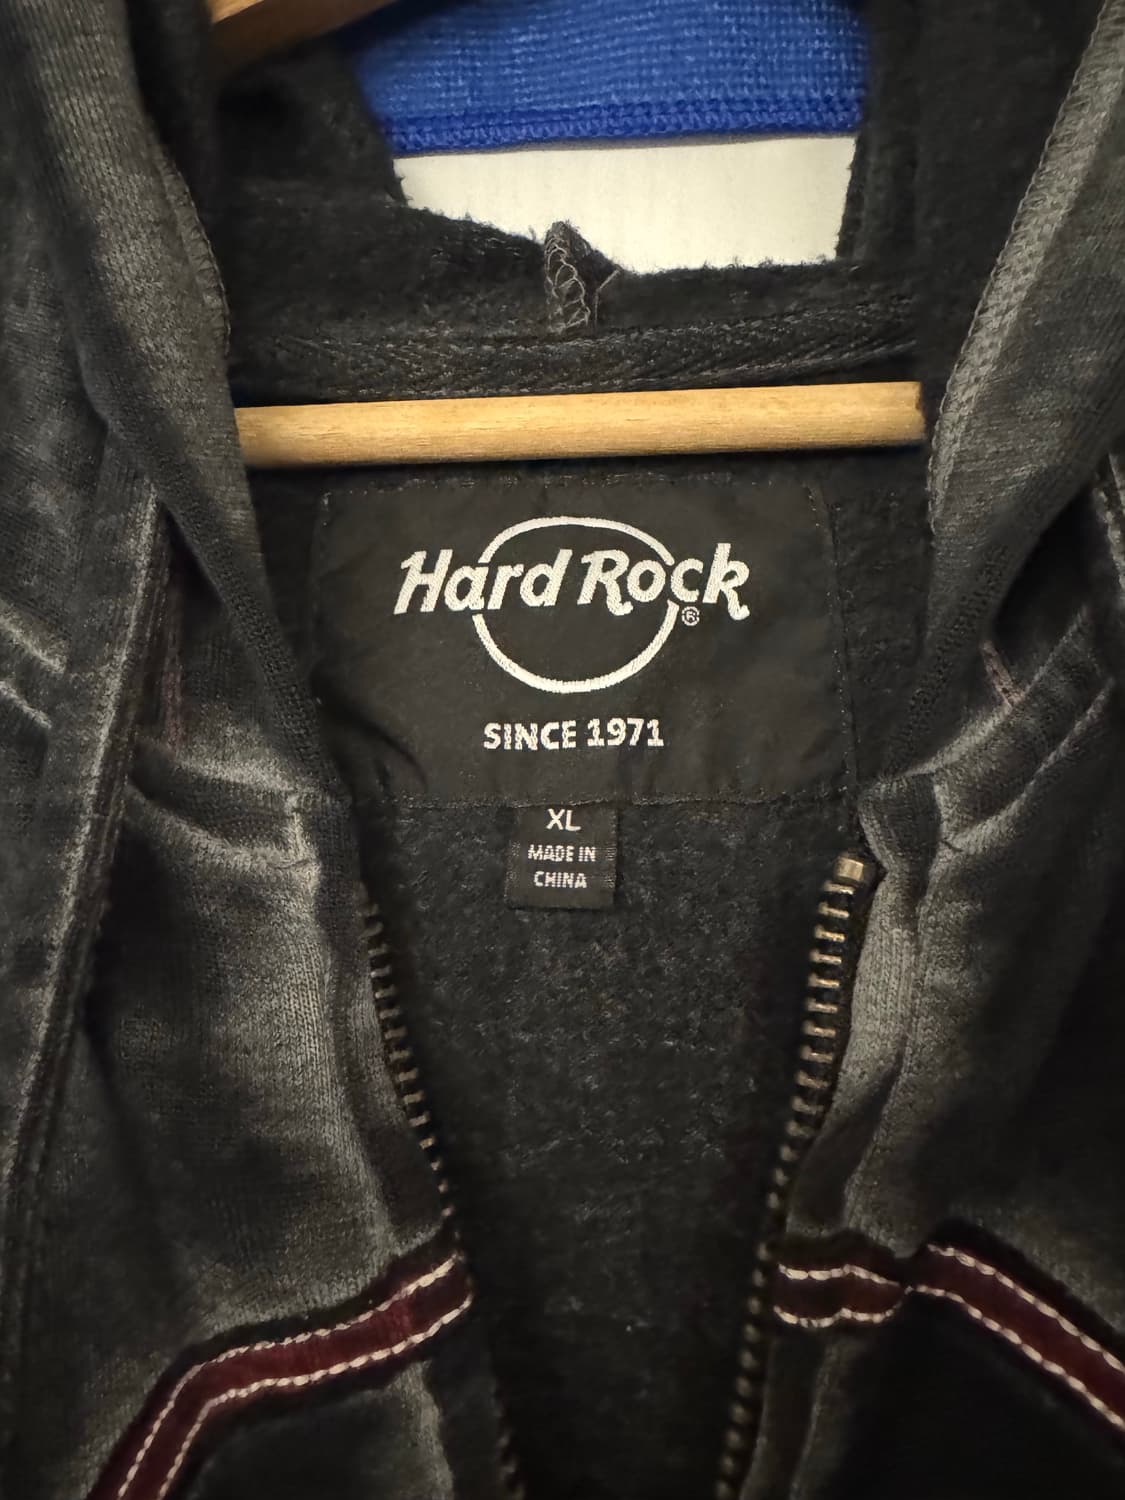 Hard Rock®
SINCE 1971
XL
MADE IN
CHINA